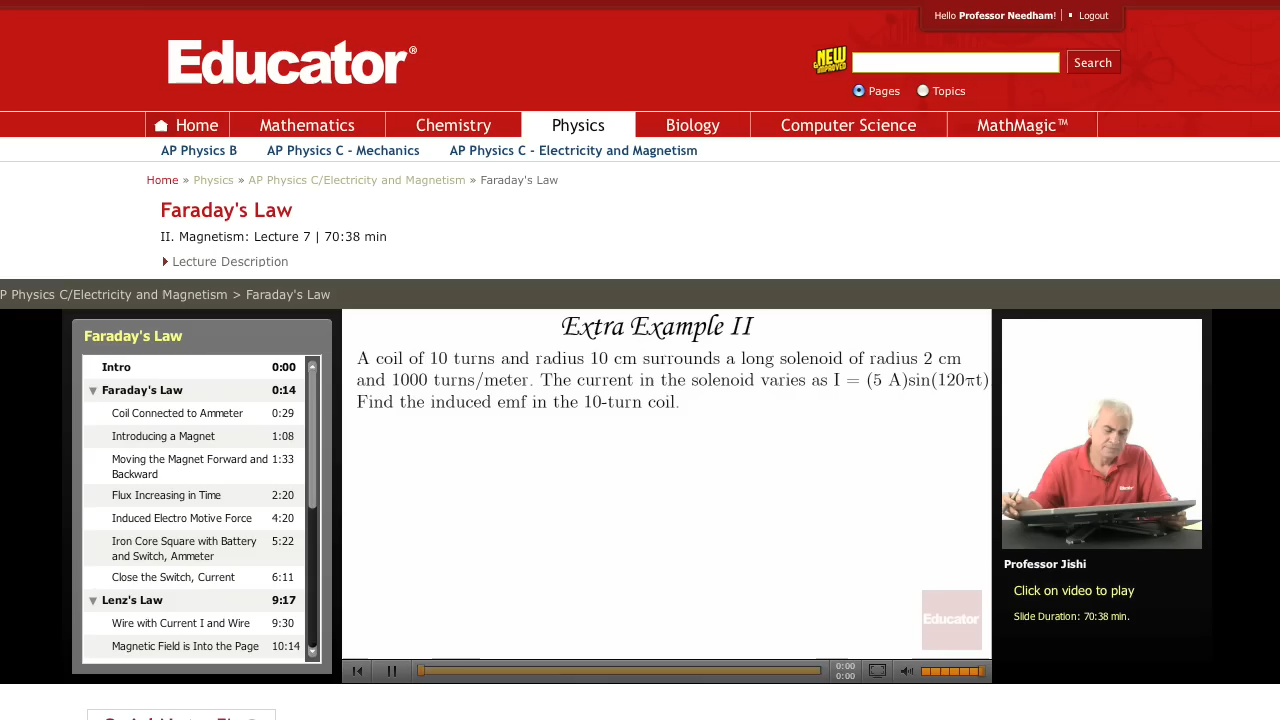 Hello Professor Needham! Logout
Educator®
NEW & IMPROVED
Search
Pages Topics
Home Mathematics Chemistry Physics Biology Computer Science MathMagic™
AP Physics B AP Physics C - Mechanics AP Physics C - Electricity and Magnetism
Home » Physics » AP Physics C/Electricity and Magnetism » Faraday's Law
Faraday's Law
II. Magnetism: Lecture 7 | 70:38 min
Lecture Description
P Physics C/Electricity and Magnetism > Faraday's Law
Faraday's Law
Intro 0:00
Faraday's Law 0:14
Coil Connected to Ammeter 0:29
Introducing a Magnet 1:08
Moving the Magnet Forward and 1:33
Backward
Flux Increasing in Time 2:20
Induced Electro Motive Force 4:20
Iron Core Square with Battery 5:22
and Switch, Ammeter
Close the Switch, Current 6:11
Lenz's Law 9:17
Wire with Current I and Wire 9:30
Magnetic Field is Into the Page 10:14
Extra Example II
A coil of 10 turns and radius 10 cm surrounds a long solenoid of radius 2 cm
and 1000 turns/meter. The current in the solenoid varies as I = (5 A)sin(120πt)
Find the induced emf in the 10-turn coil.
Educator
0:00
0:00
Professor Jishi
Click on video to play
Slide Duration: 70:38 min.